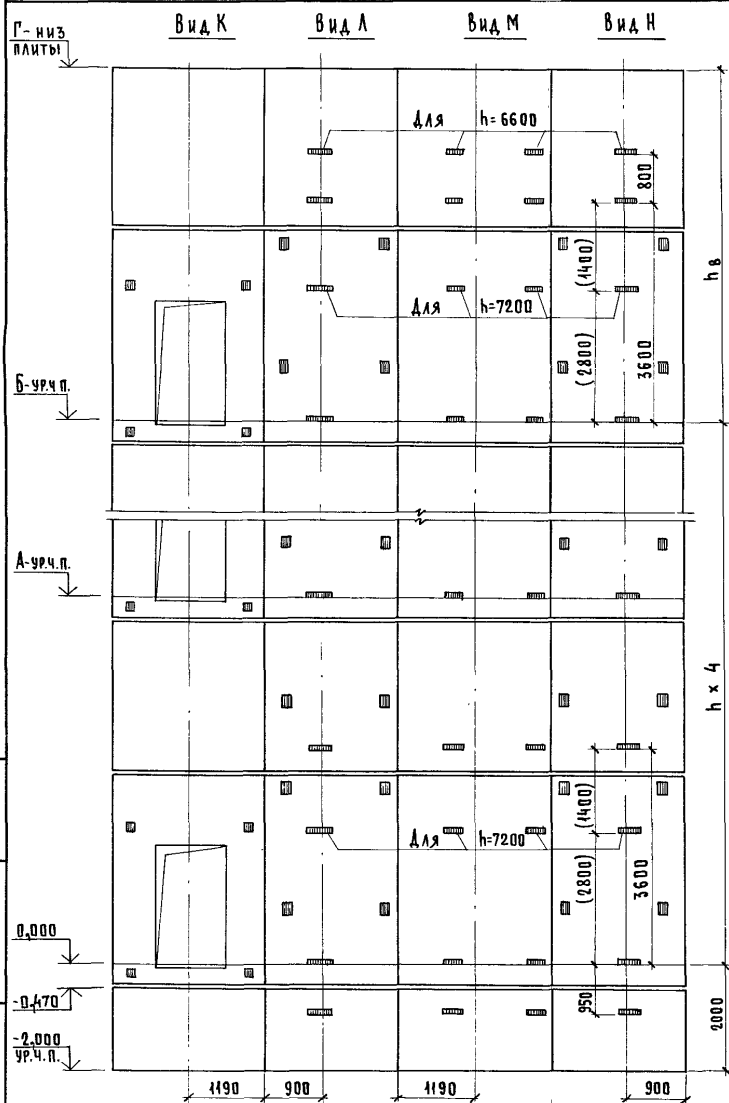 Вид К Вид Л Вид М Вид Н
Г-низ
плиты
Для h=6600
800
(1400)
hв
Для h=7200
(2800)
3600
Б-ур.ч.п.
А-ур.ч.п.
h x 4
(1400)
Для h=7200
(2800)
3600
0,000
-0,470
950
2000
-2,000
ур.ч.п.
1190 900 1190 900